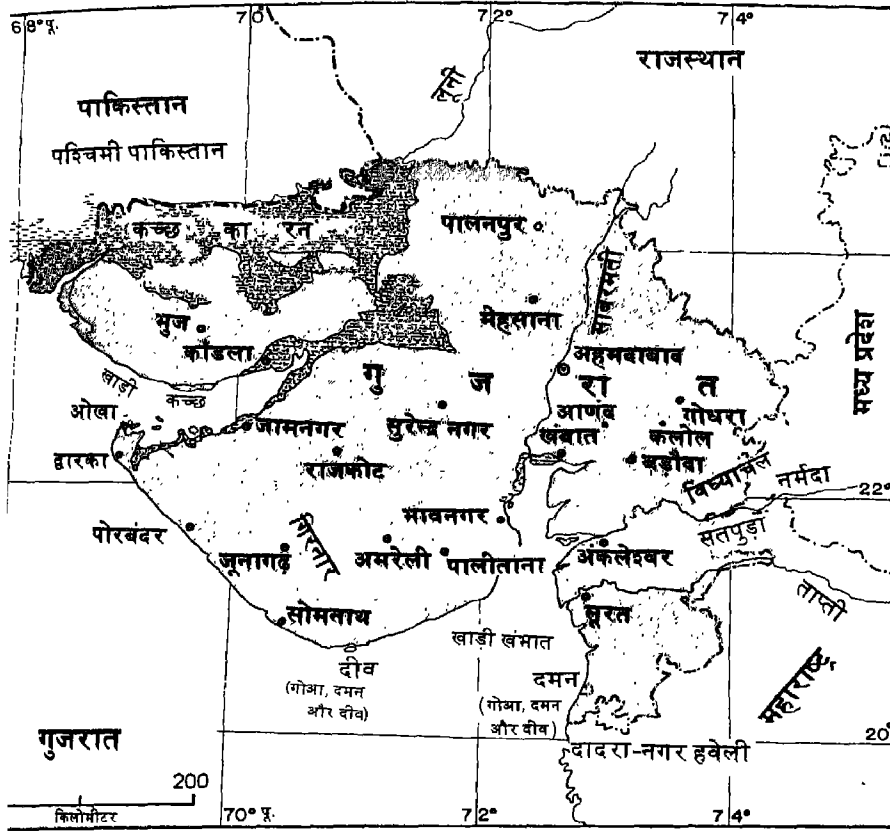 68° पू.
70°
72°
74°
राजस्थान
लूनी
पाकिस्तान
पश्चिमी पाकिस्तान
कच्छ का रन
पालनपुर
साबरमती
मेहसाना
भुज
कांडला
अहमदाबाद
मध्य प्रदेश
गुजरात
खाड़ी
कच्छ
ओखा
आणंद
गोधरा
जामनगर
सुरेन्द्र नगर
खंबात
कंलोल
द्वारका
राजकोट
बड़ौदा
विंध्याचल
नर्मदा
22°
भावनगर
सतपुड़ा
पोरबंदर
गिरनार
जूनागढ़
अमरेली
पालीताना
अंकलेश्वर
ताप्ती
सोमनाथ
सूरत
खाड़ी खंभात
दीव
(गोआ, दमन
और दीव)
दमन
(गोआ, दमन
और दीव)
महाराष्ट्र
गुजरात
20°
दादरा-नगर हवेली
200
किलोमीटर
70° पू.
72°
74°